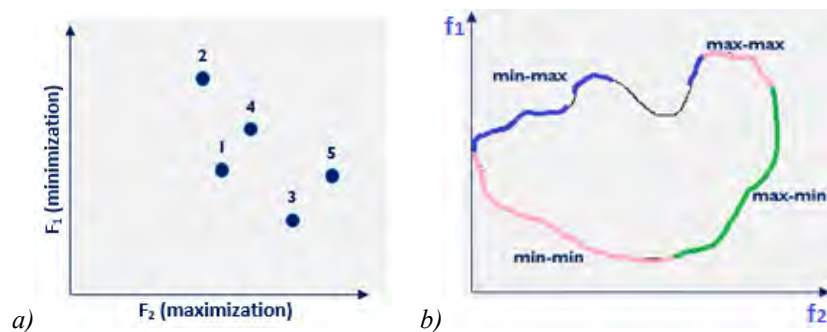 F₁ (minimization)
2
4
1
5
3
F₂ (maximization)
a)
f₁
max-max
min-max
max-min
min-min
f₂
b)